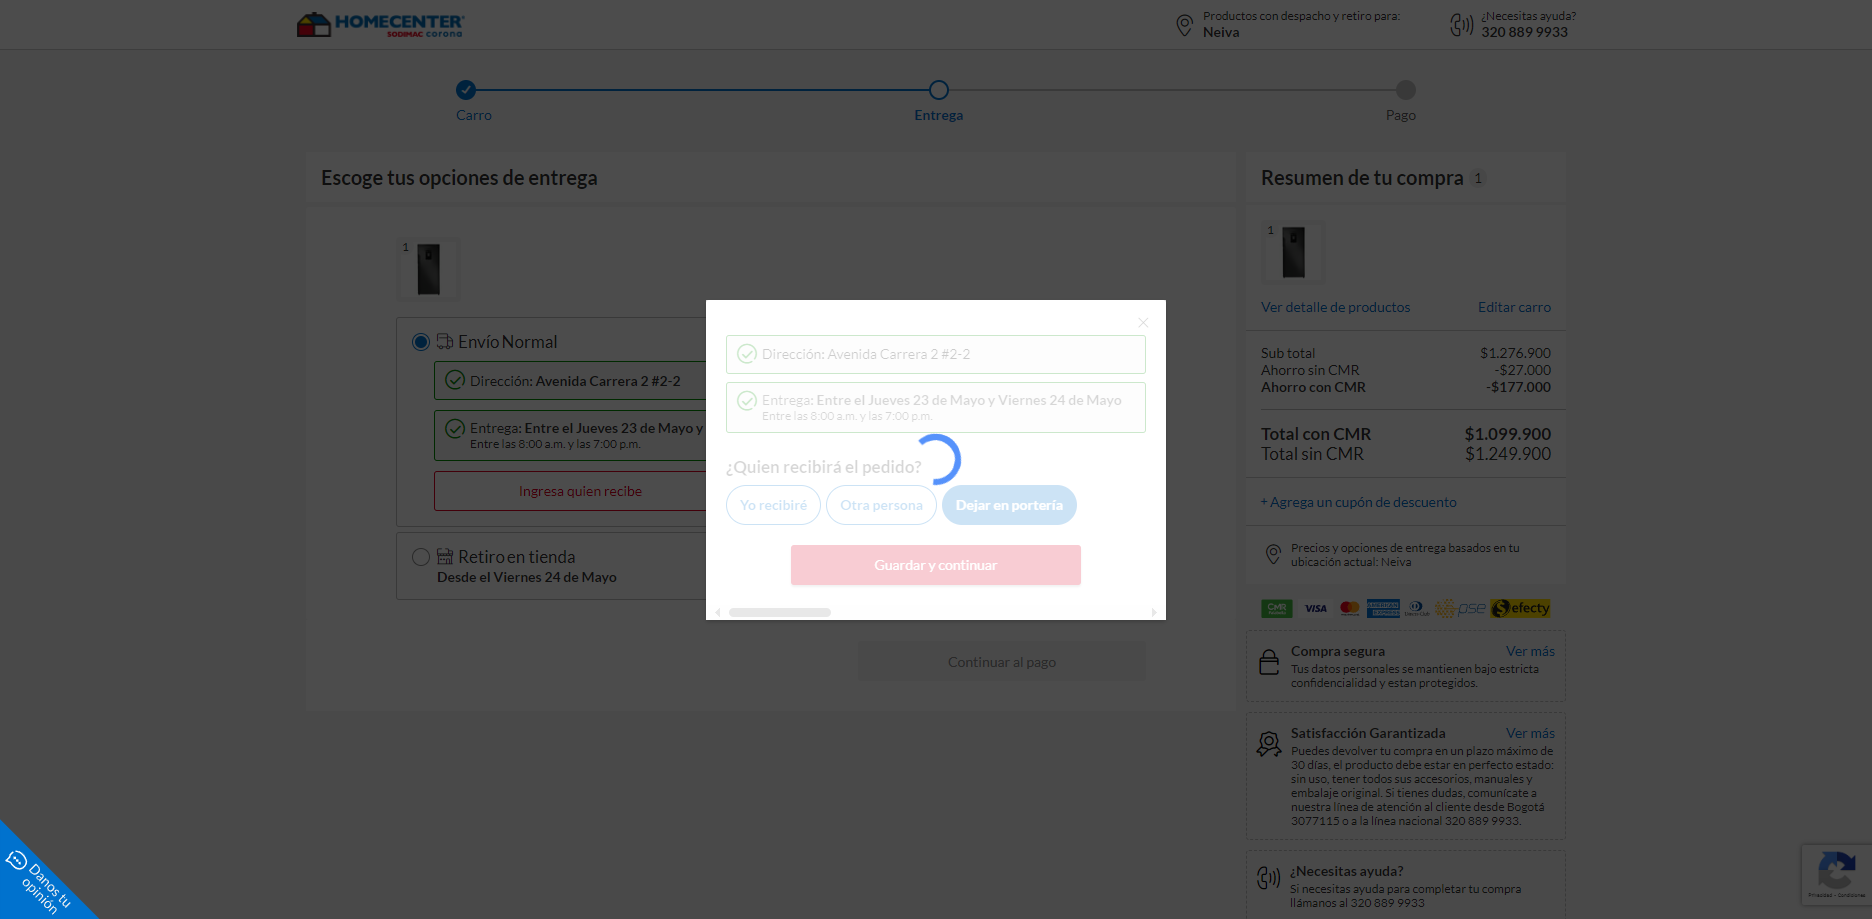 HOMECENTER
SODIMAC corona
Productos con despacho y retiro para:
Neiva
¿Necesitas ayuda?
320 889 9933
Carro
Entrega
Pago
Escoge tus opciones de entrega
1
Envío Normal
Dirección: Avenida Carrera 2 #2-2
Entrega: Entre el Jueves 23 de Mayo y
Entre las 8:00 a.m. y las 7:00 p.m.
Ingresa quien recibe
Retiro en tienda
Desde el Viernes 24 de Mayo
Continuar al pago
Dirección: Avenida Carrera 2 #2-2
Entrega: Entre el Jueves 23 de Mayo y Viernes 24 de Mayo
Entre las 8:00 a.m. y las 7:00 p.m.
¿Quien recibirá el pedido?
Yo recibiré
Otra persona
Dejar en portería
Guardar y continuar
Resumen de tu compra 1
1
Ver detalle de productos
Editar carro
Sub total $1.276.900
Ahorro sin CMR -$27.000
Ahorro con CMR -$177.000
Total con CMR $1.099.900
Total sin CMR $1.249.900
+ Agrega un cupón de descuento
Precios y opciones de entrega basados en tu
ubicación actual: Neiva
CMR VISA AMERICAN EXPRESS pse efecty
Compra segura Ver más
Tus datos personales se mantienen bajo estricta
confidencialidad y estan protegidos.
Satisfacción Garantizada Ver más
Puedes devolver tu compra en un plazo máximo de
30 días, el producto debe estar en perfecto estado:
sin uso, tener todos sus accesorios, manuales y
embalaje original. Si tienes dudas, comunícate a
nuestra línea de atención al cliente desde Bogotá
3077115 o a la línea nacional 320 889 9933.
¿Necesitas ayuda?
Si necesitas ayuda para completar tu compra
llámanos al 320 889 9933
Danos tu
opinión
Privacidad - Condiciones